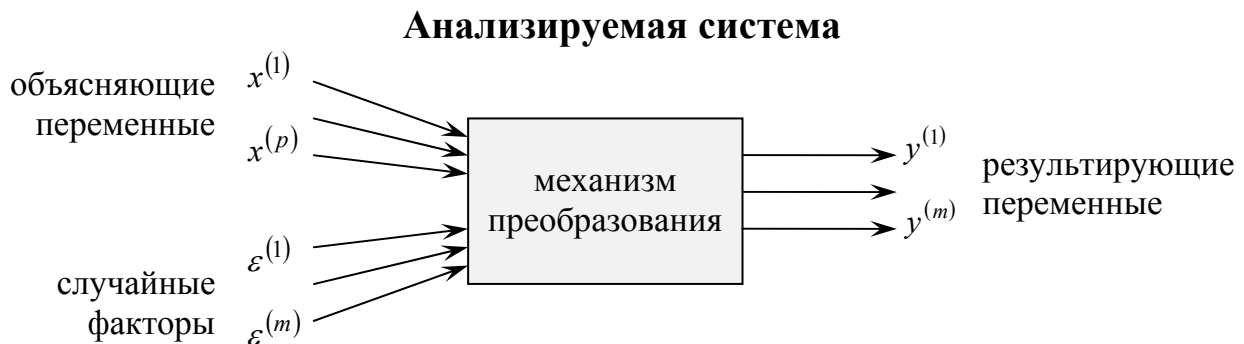 Анализируемая система
объясняющие
переменные
x^(1)
x^(p)
случайные
факторы
ε^(1)
ε^(m)
механизм
преобразования
y^(1)
y^(m)
результирующие
переменные